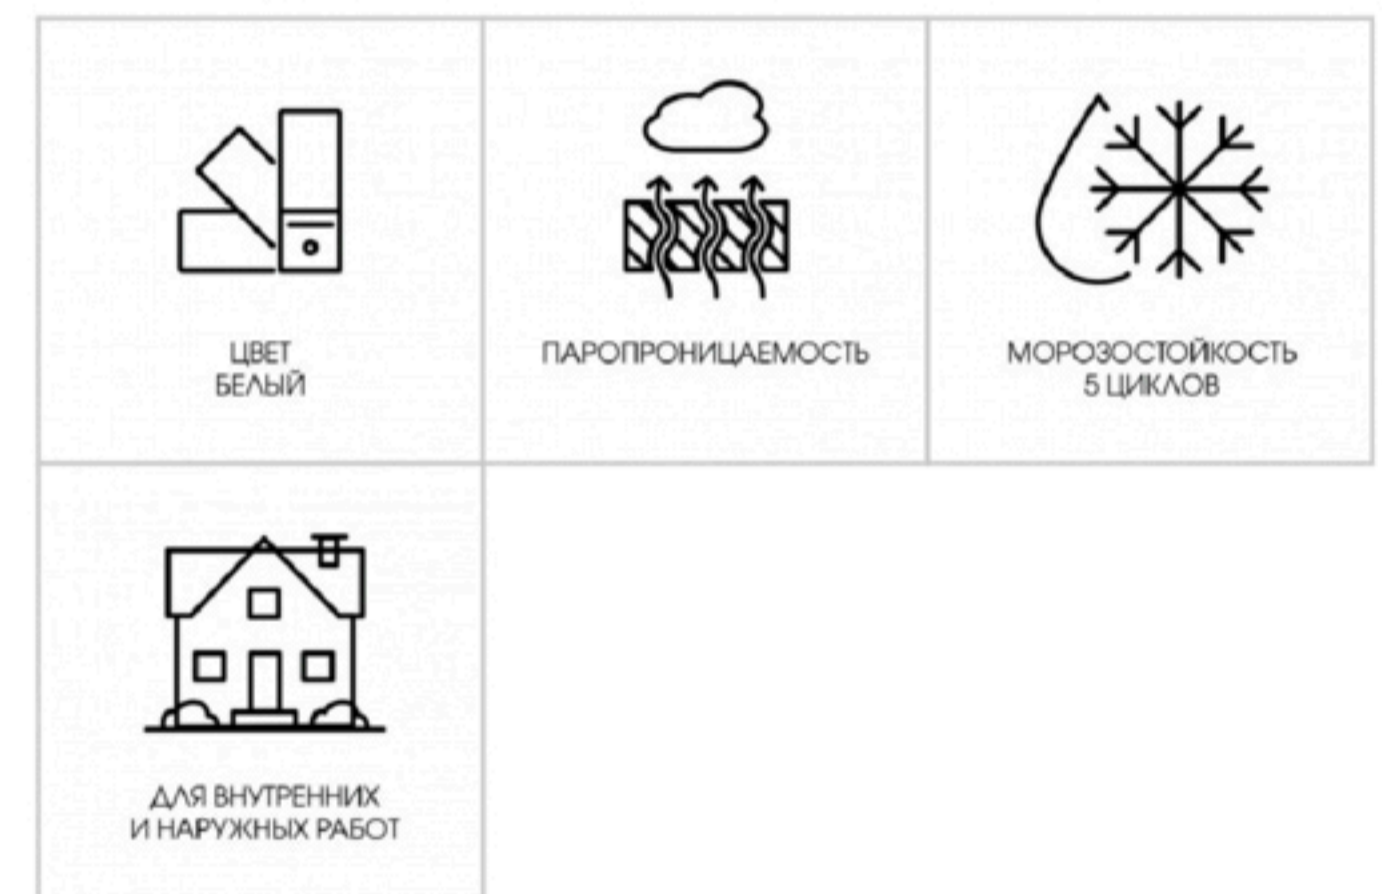 ЦВЕТ
БЕЛЫЙ
ПАРОПРОНИЦАЕМОСТЬ
МОРОЗОСТОЙКОСТЬ
5 ЦИКЛОВ
ДЛЯ ВНУТРЕННИХ
И НАРУЖНЫХ РАБОТ